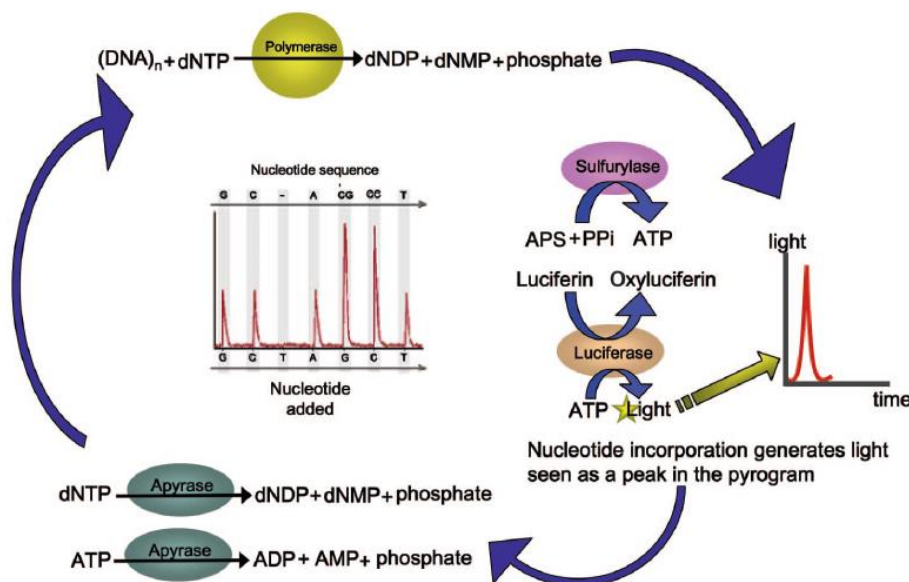 Polymerase
(DNA)n+dNTP dNDP+dNMP+phosphate
Nucleotide sequence
G C - A CG CC T
G C T A G C T
Nucleotide
added
Sulfurylase
APS+PPi ATP
Luciferin Oxyluciferin
Luciferase
ATP Light
light
time
Nucleotide incorporation generates light
seen as a peak in the pyrogram
Apyrase
dNTP dNDP+dNMP+phosphate
Apyrase
ATP ADP+ AMP+ phosphate